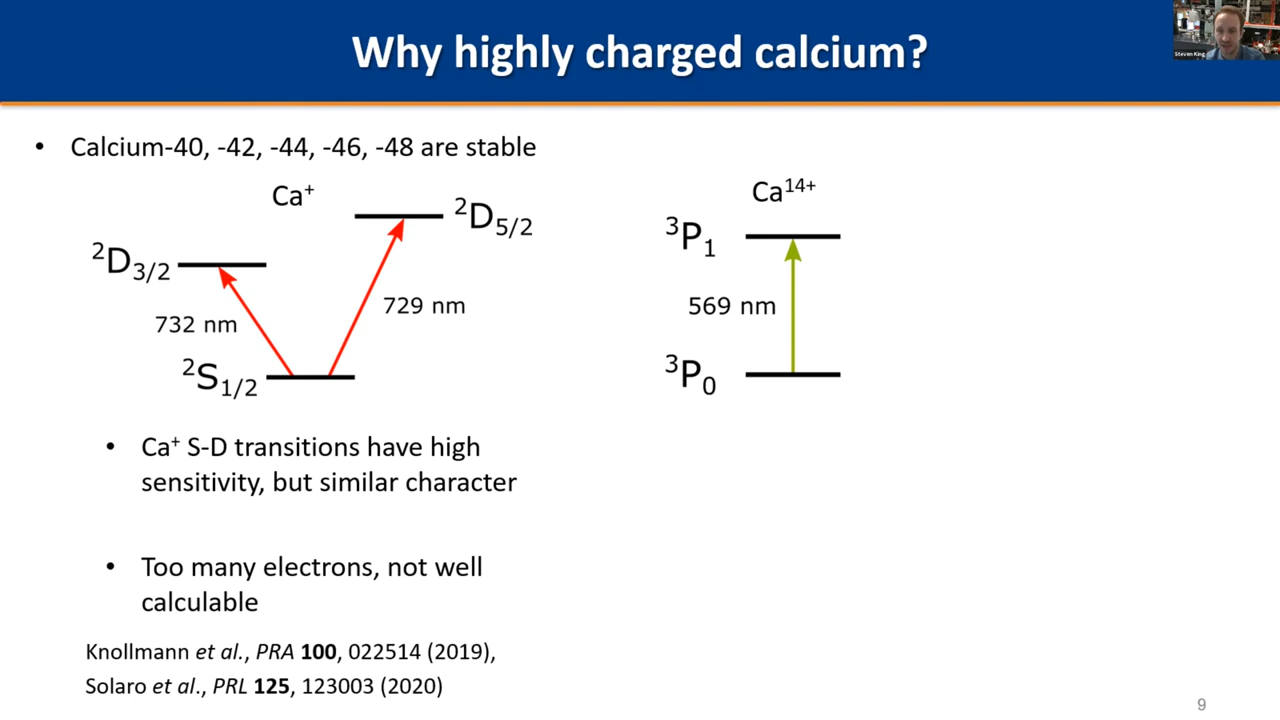 Why highly charged calcium?
Steven King
• Calcium-40, -42, -44, -46, -48 are stable
Ca⁺
²D₅/₂
²D₃/₂
729 nm
732 nm
²S₁/₂
Ca¹⁴⁺
³P₁
569 nm
³P₀
• Ca⁺ S-D transitions have high
sensitivity, but similar character
• Too many electrons, not well
calculable
Knollmann et al., PRA 100, 022514 (2019),
Solaro et al., PRL 125, 123003 (2020)
9